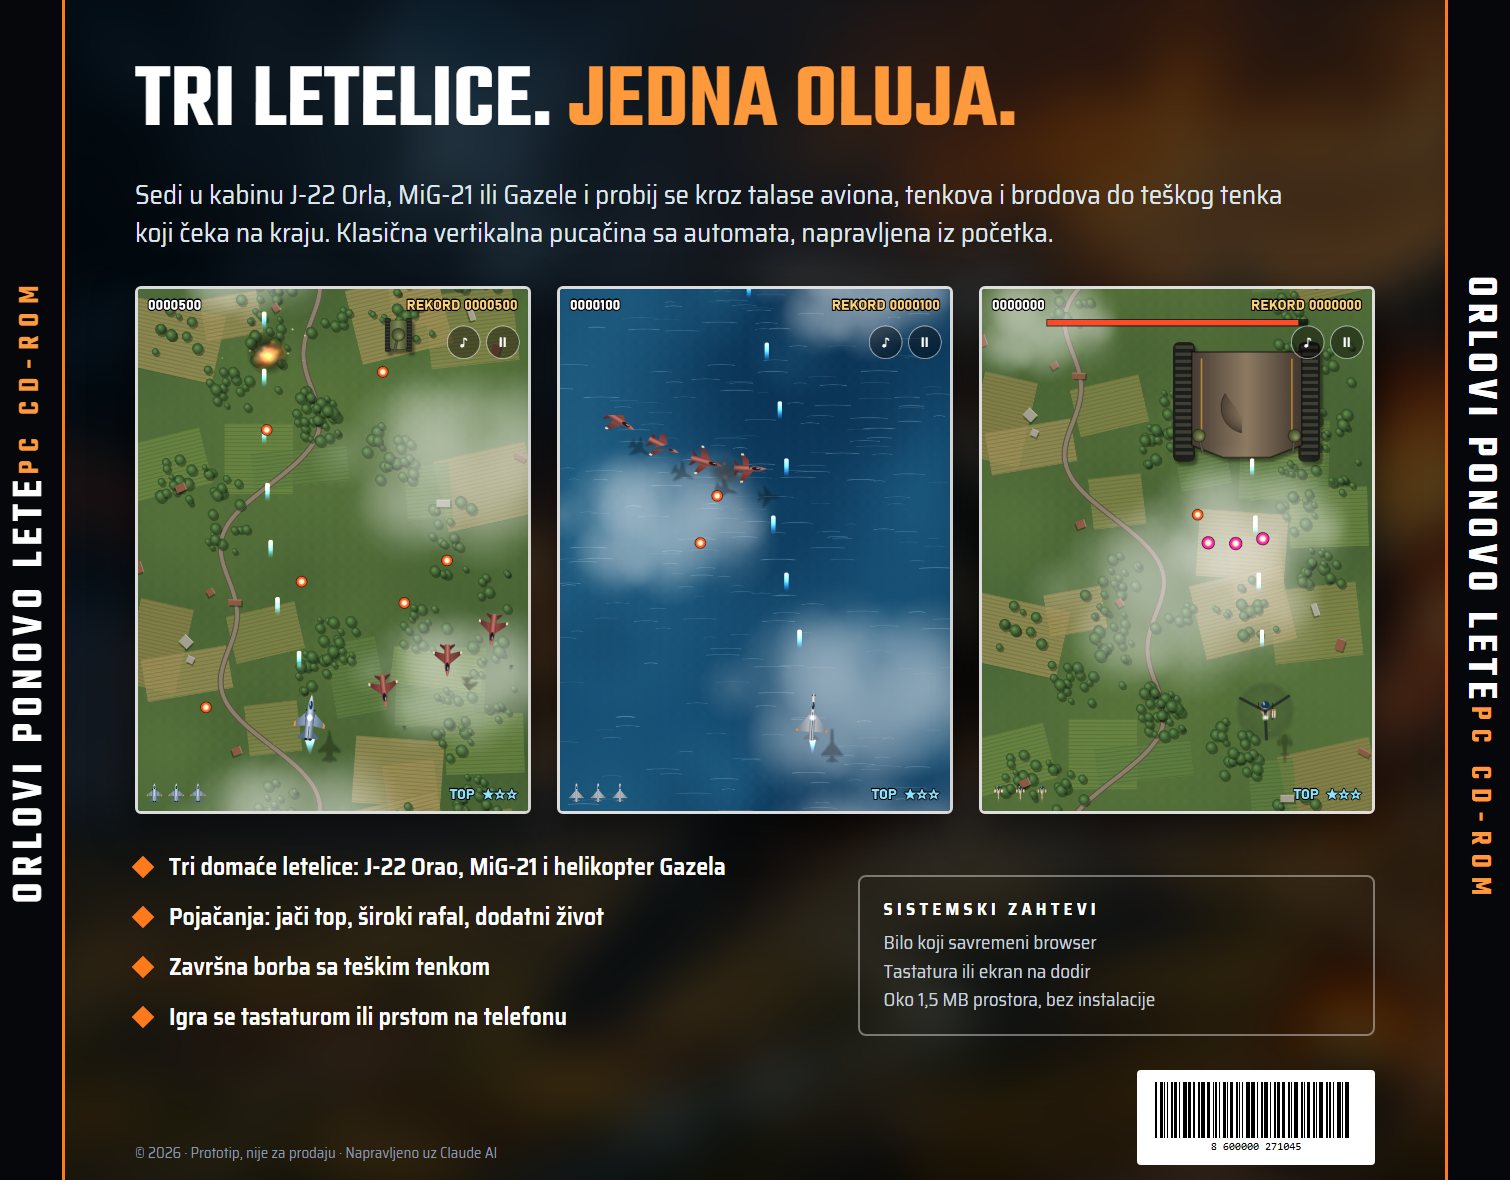 ORLOVI PONOVO LETE
PC CD-ROM
TRI LETELICE. JEDNA OLUJA.
Sedi u kabinu J-22 Orla, MiG-21 ili Gazele i probij se kroz talase aviona, tenkova i brodova do teškog tenka
koji čeka na kraju. Klasična vertikalna pucačina sa automata, napravljena iz početka.
0000500 REKORD 0000500
TOP ★☆☆
0000100 REKORD 0000100
TOP ★☆☆
0000000 REKORD 0000000
TOP ★☆☆
Tri domaće letelice: J-22 Orao, MiG-21 i helikopter Gazela
Pojačanja: jači top, široki rafal, dodatni život
Završna borba sa teškim tenkom
Igra se tastaturom ili prstom na telefonu
SISTEMSKI ZAHTEVI
Bilo koji savremeni browser
Tastatura ili ekran na dodir
Oko 1,5 MB prostora, bez instalacije
8 600000 271045
© 2026 · Prototip, nije za prodaju · Napravljeno uz Claude AI
ORLOVI PONOVO LETE
PC CD-ROM